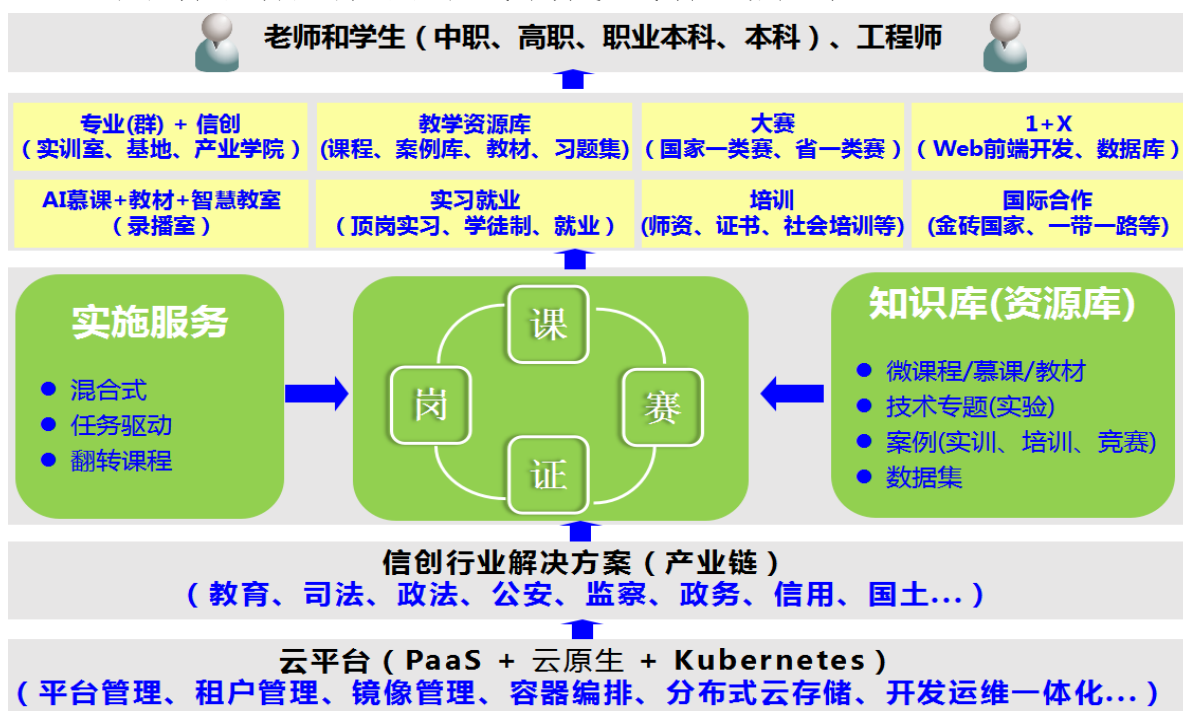 老师和学生（中职、高职、职业本科、本科）、工程师
专业(群) + 信创
（实训室、基地、产业学院）
教学资源库
(课程、案例库、教材、习题集)
大赛
（国家一类赛、省一类赛）
1+X
（Web前端开发、数据库）
AI慕课+教材+智慧教室
（录播室）
实习就业
（顶岗实习、学徒制、就业）
培训
(师资、证书、社会培训等)
国际合作
(金砖国家、一带一路等)
实施服务
混合式
任务驱动
翻转课程
课
岗
赛
证
知识库(资源库)
微课程/慕课/教材
技术专题(实验)
案例(实训、培训、竞赛)
数据集
信创行业解决方案（产业链）
（教育、司法、政法、公安、监察、政务、信用、国土...）
云平台（PaaS + 云原生 + Kubernetes）
（平台管理、租户管理、镜像管理、容器编排、分布式云存储、开发运维一体化...）